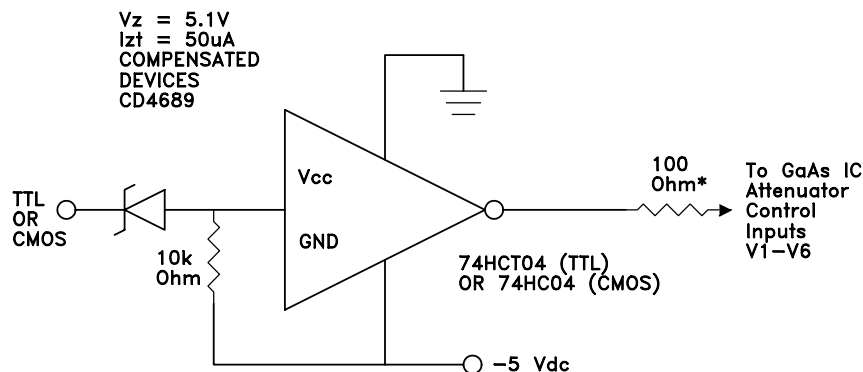 Vz = 5.1V
Izt = 50uA
COMPENSATED
DEVICES
CD4689
TTL
OR
CMOS
10k
Ohm
Vcc
GND
74HCT04 (TTL)
OR 74HC04 (CMOS)
-5 Vdc
100
Ohm*
To GaAs IC
Attenuator
Control
Inputs
V1-V6